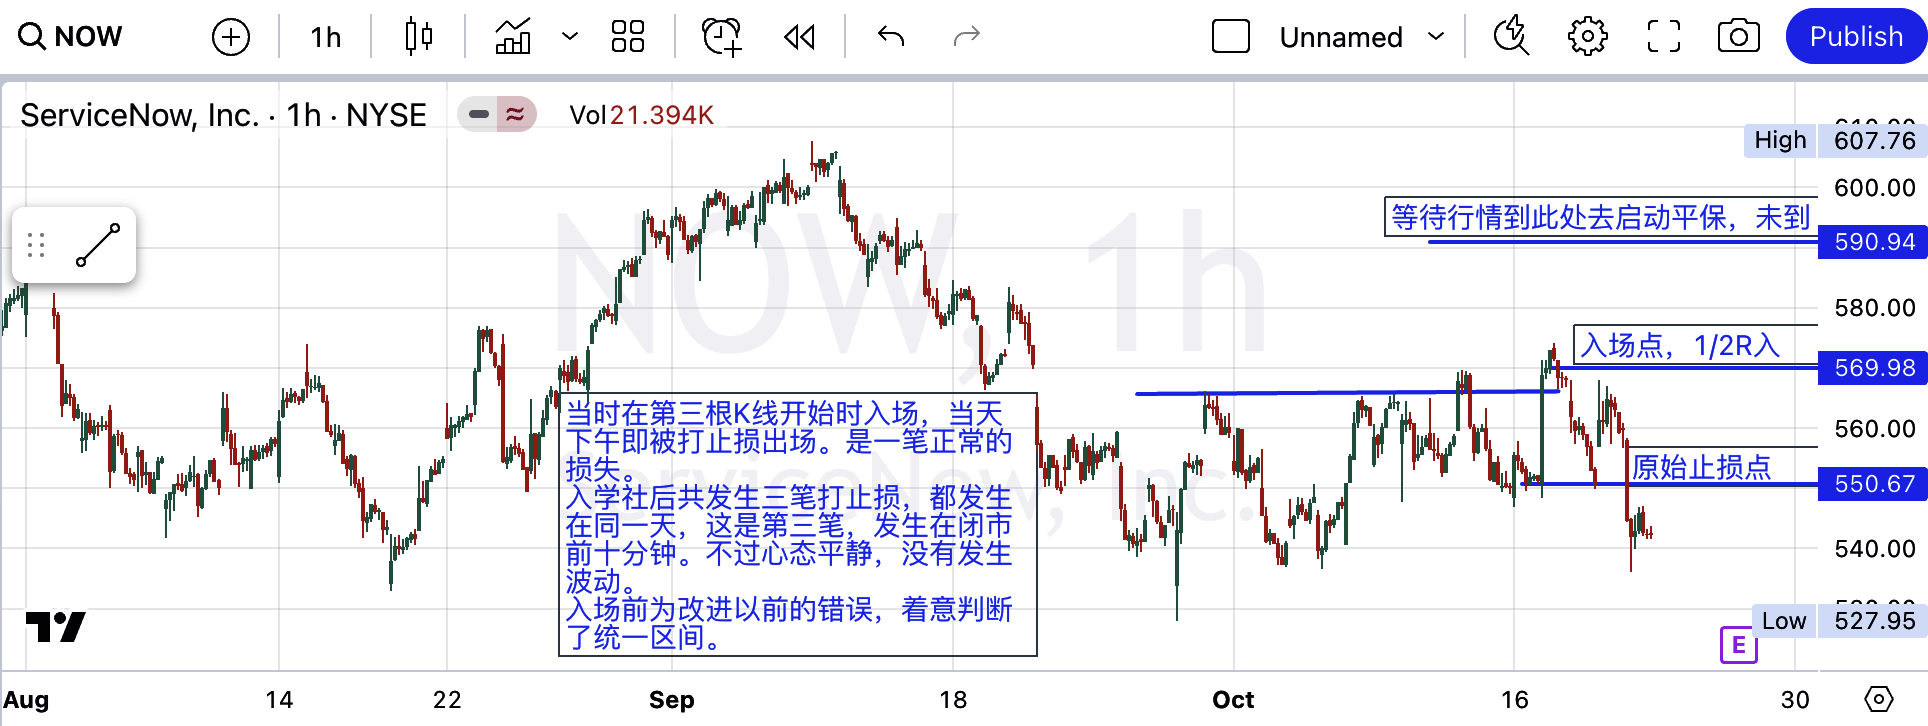 NOW
1h
Unnamed
Publish
ServiceNow, Inc. · 1h · NYSE
Vol 21.394K
NOW, 1h
ServiceNow, Inc.
High 607.76
600.00
等待行情到此处去启动平保，未到
590.94
580.00
入场点，1/2R入
569.98
560.00
原始止损点
550.67
540.00
Low 527.95
E
当时在第三根K线开始时入场，当天
下午即被打止损出场。是一笔正常的
损失。
入学社后共发生三笔打止损，都发生
在同一天，这是第三笔，发生在闭市
前十分钟。不过心态平静，没有发生
波动。
入场前为改进以前的错误，着意判断
了统一区间。
Aug 14 22 Sep 18 Oct 16 30